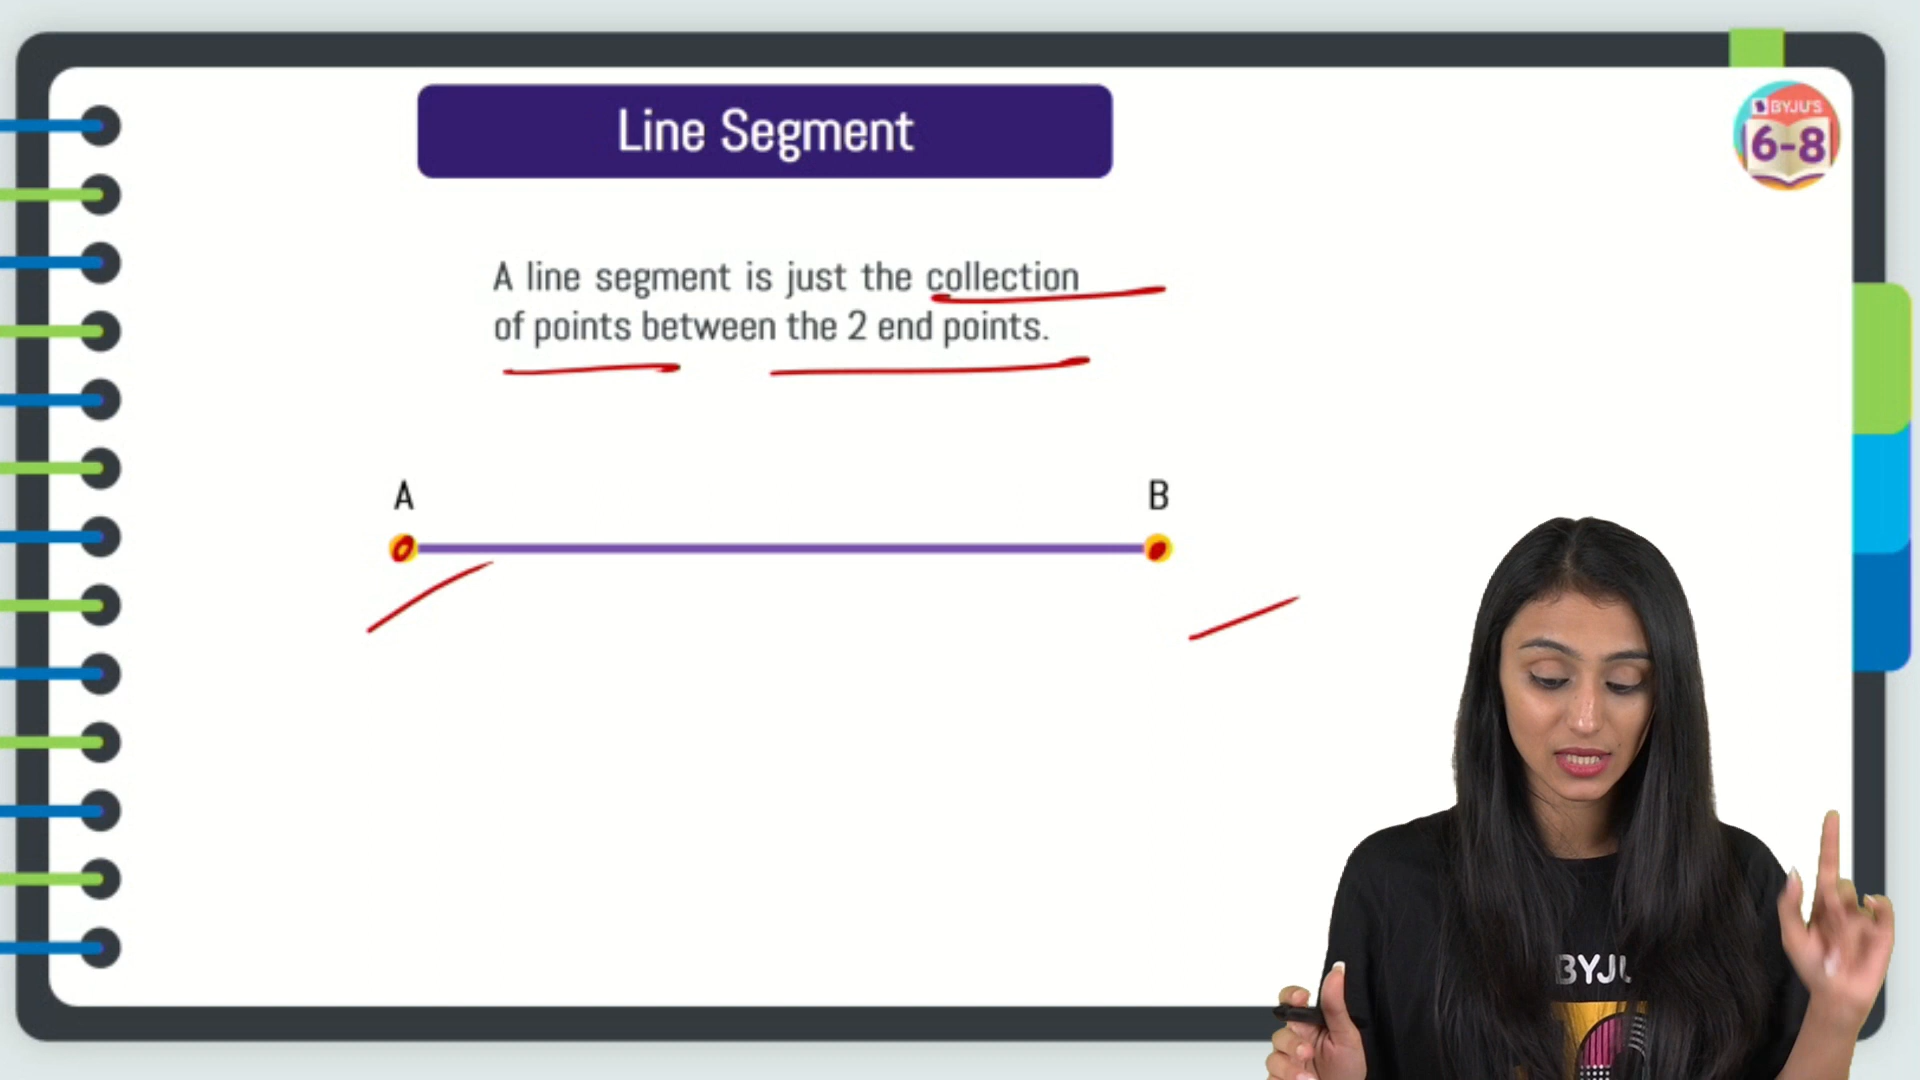 Line Segment
BYJU'S
6-8
A line segment is just the collection
of points between the 2 end points.
A
B
BYJU